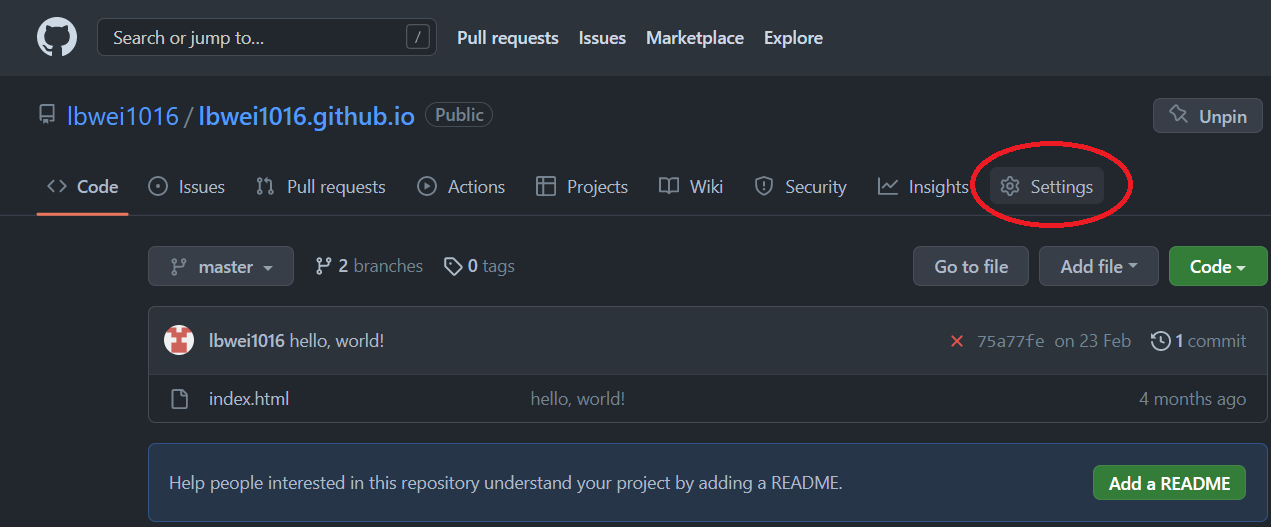 Search or jump to... / Pull requests Issues Marketplace Explore
lbwei1016 / lbwei1016.github.io Public Unpin
Code Issues Pull requests Actions Projects Wiki Security Insights Settings
master 2 branches 0 tags Go to file Add file Code
lbwei1016 hello, world! 75a77fe on 23 Feb 1 commit
index.html hello, world! 4 months ago
Help people interested in this repository understand your project by adding a README. Add a README